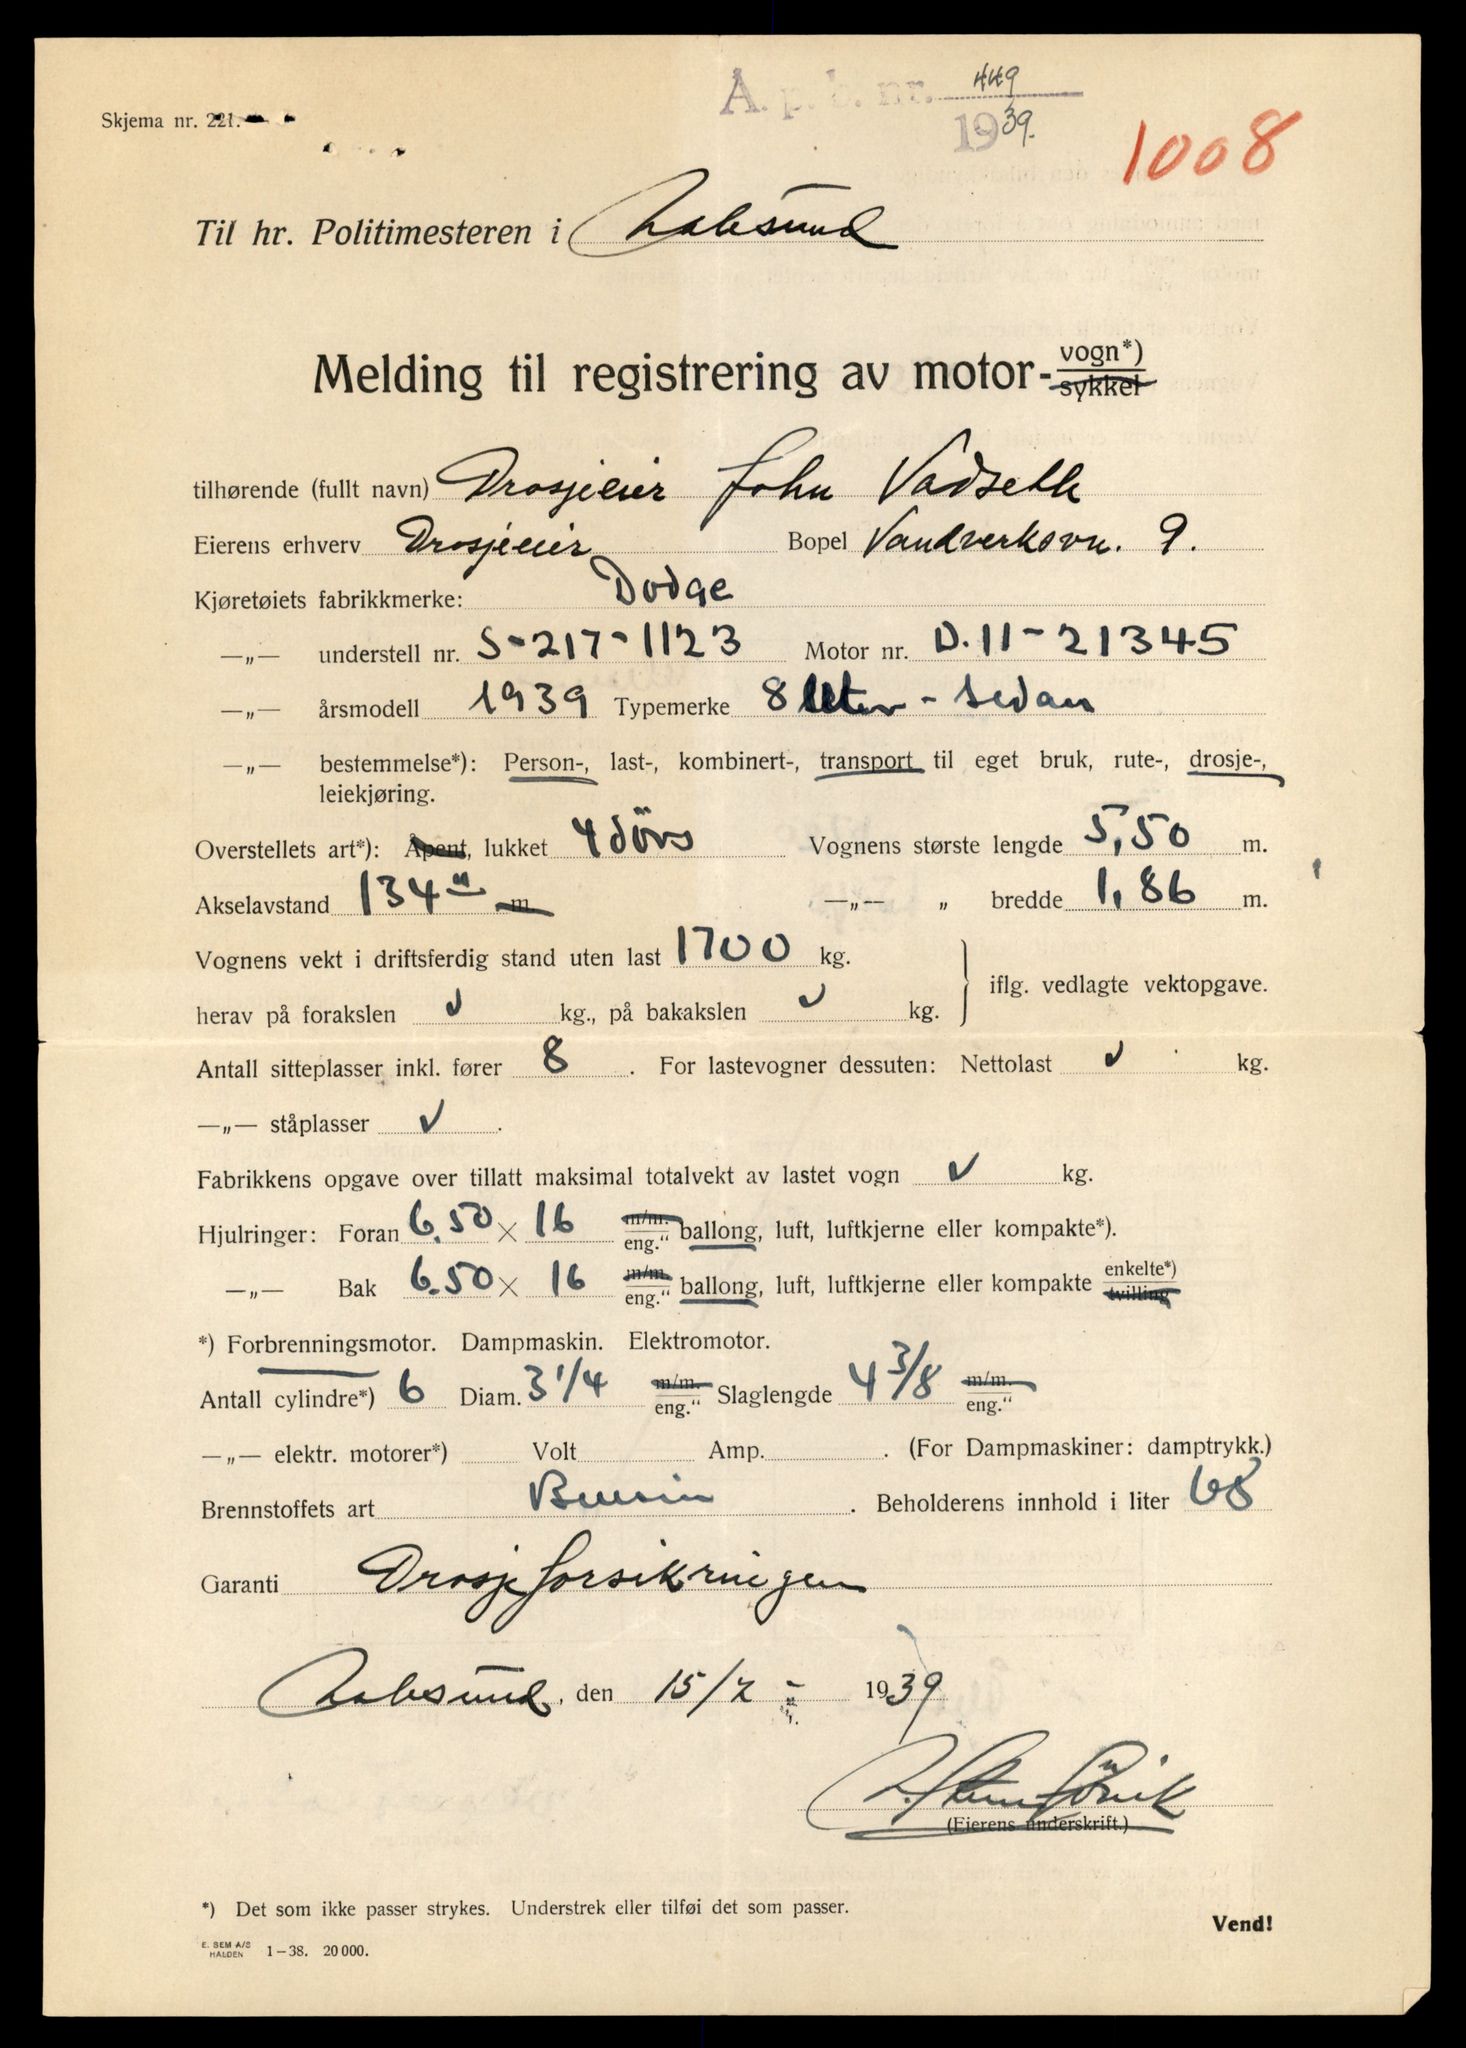 Skjema nr. 221.
A. p. b. nr. 449
1939.
1008
Til hr. Politimesteren i Aalesund
Melding til registrering av motor- vogn*)
sykkel
tilhørende (fullt navn) Drosjeeier John Vadseth
Eierens erhverv Drosjeeier Bopel Vandverksvn. 9.
Kjøretøiets fabrikkmerke: Dodge
—„— understell nr. S-217-1123 Motor nr. D.11-21345
—„— årsmodell 1939 Typemerke 8 seter - sedan
—„— bestemmelse*): Person-, last-, kombinert-, transport til eget bruk, rute-, drosje-,
leiekjøring.
Overstellets art*): Åpent, lukket 4 dörs Vognens største lengde 5,50 m.
Akselavstand 134" m —„— „ bredde 1,86 m.
Vognens vekt i driftsferdig stand uten last 1700 kg.
herav på forakslen ✓ kg., på bakakslen ✓ kg. iflg. vedlagte vektopgave.
Antall sitteplasser inkl. fører 8 . For lastevogner dessuten: Nettolast ✓ kg.
—„— ståplasser ✓ .
Fabrikkens opgave over tillatt maksimal totalvekt av lastet vogn ✓ kg.
Hjulringer: Foran 6.50 × 16 m/m. eng." ballong, luft, luftkjerne eller kompakte*).
—„— Bak 6.50 × 16 m/m. eng." ballong, luft, luftkjerne eller kompakte enkelte*) tvilling
*) Forbrenningsmotor. Dampmaskin. Elektromotor.
Antall cylindre*) 6 Diam. 3 1/4 m/m. eng." Slaglengde 4 3/8 m/m. eng."
—„— elektr. motorer*) Volt Amp. . (For Dampmaskiner: damptrykk.)
Brennstoffets art Bensin . Beholderens innhold i liter 68
Garanti Drosjeforsikringen
Aalesund, den 15/2 - 1939
(Eierens underskrift.)
*) Det som ikke passer strykes. Understrek eller tilføi det som passer.
Vend!
E. SEM A/S
HALDEN 1-38. 20 000.